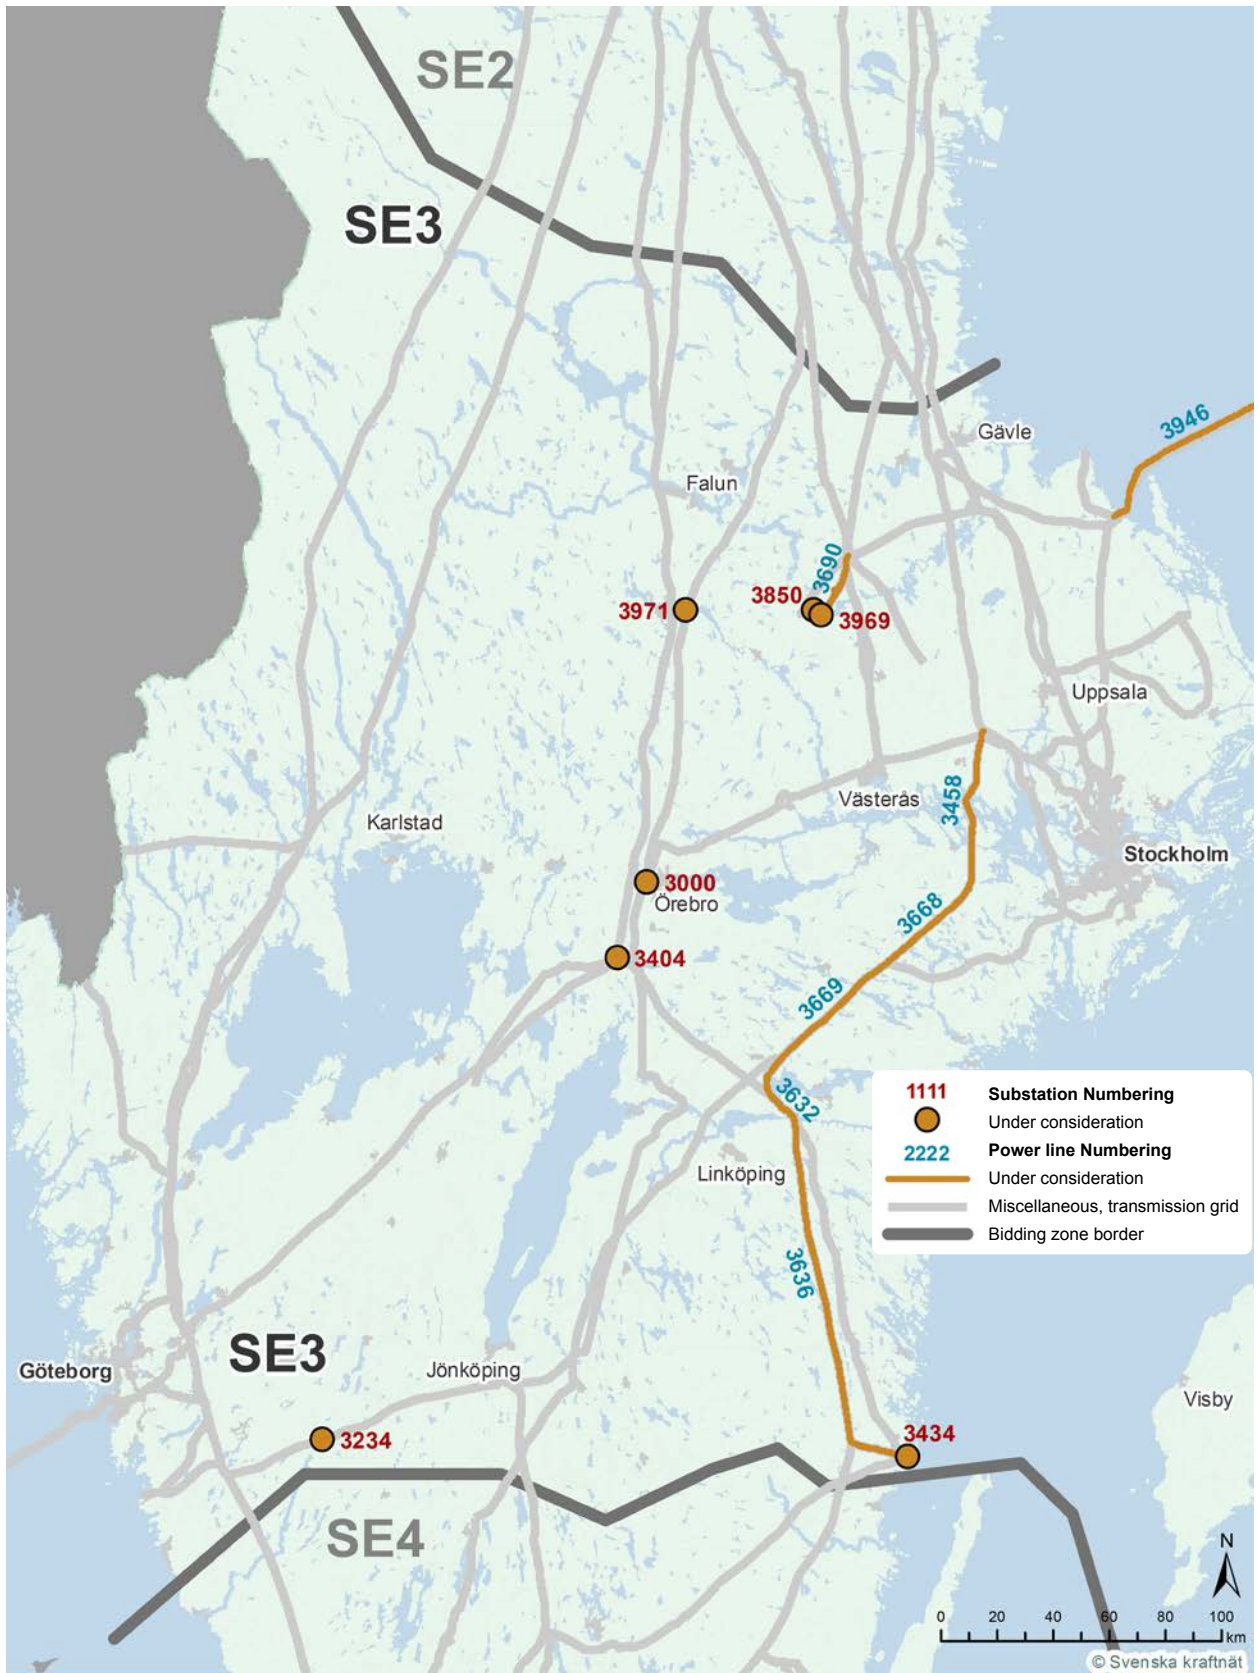 SE2
SE3
Gävle
3946
Falun
3690
3850
3971
3969
Uppsala
3458
Västerås
Karlstad
Stockholm
3000
Örebro
3668
3404
3669
3632
1111 Substation Numbering
Under consideration
2222 Power line Numbering
Under consideration
Miscellaneous, transmission grid
Bidding zone border
Linköping
3636
SE3
Göteborg
Jönköping
Visby
3234
3434
SE4
N
0 20 40 60 80 100
km
© Svenska kraftnät